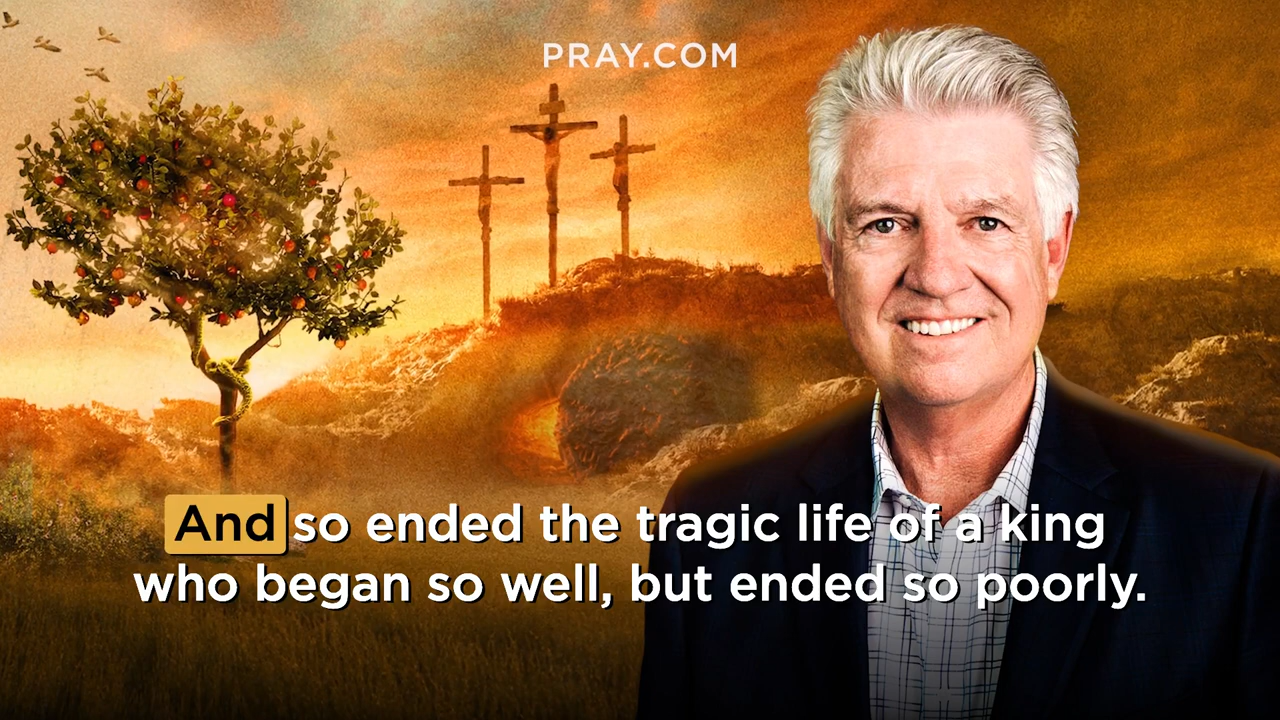 PRAY.COM
And so ended the tragic life of a king
who began so well, but ended so poorly.